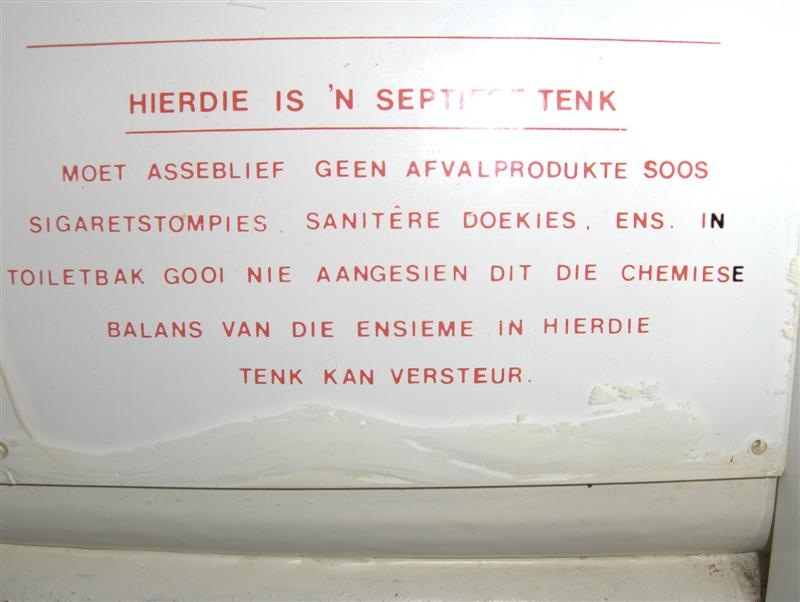 HIERDIE IS 'N SEPTIESE TENK
MOET ASSEBLIEF GEEN AFVALPRODUKTE SOOS
SIGARETSTOMPIES, SANITÊRE DOEKIES, ENS. IN
TOILETBAK GOOI NIE AANGESIEN DIT DIE CHEMIESE
BALANS VAN DIE ENSIEME IN HIERDIE
TENK KAN VERSTEUR.